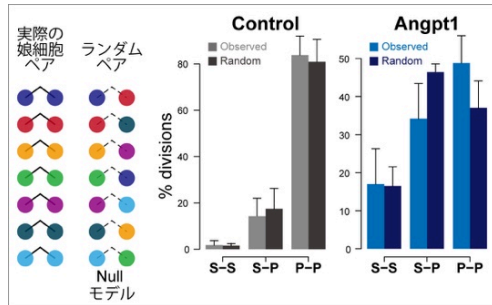 実際の
娘細胞
ペア
ランダム
ペア
Null
モデル
Control
Observed
Random
% divisions
80
60
40
20
0
S-S
S-P
P-P
Angpt1
Observed
Random
50
40
30
20
10
0
S-S
S-P
P-P